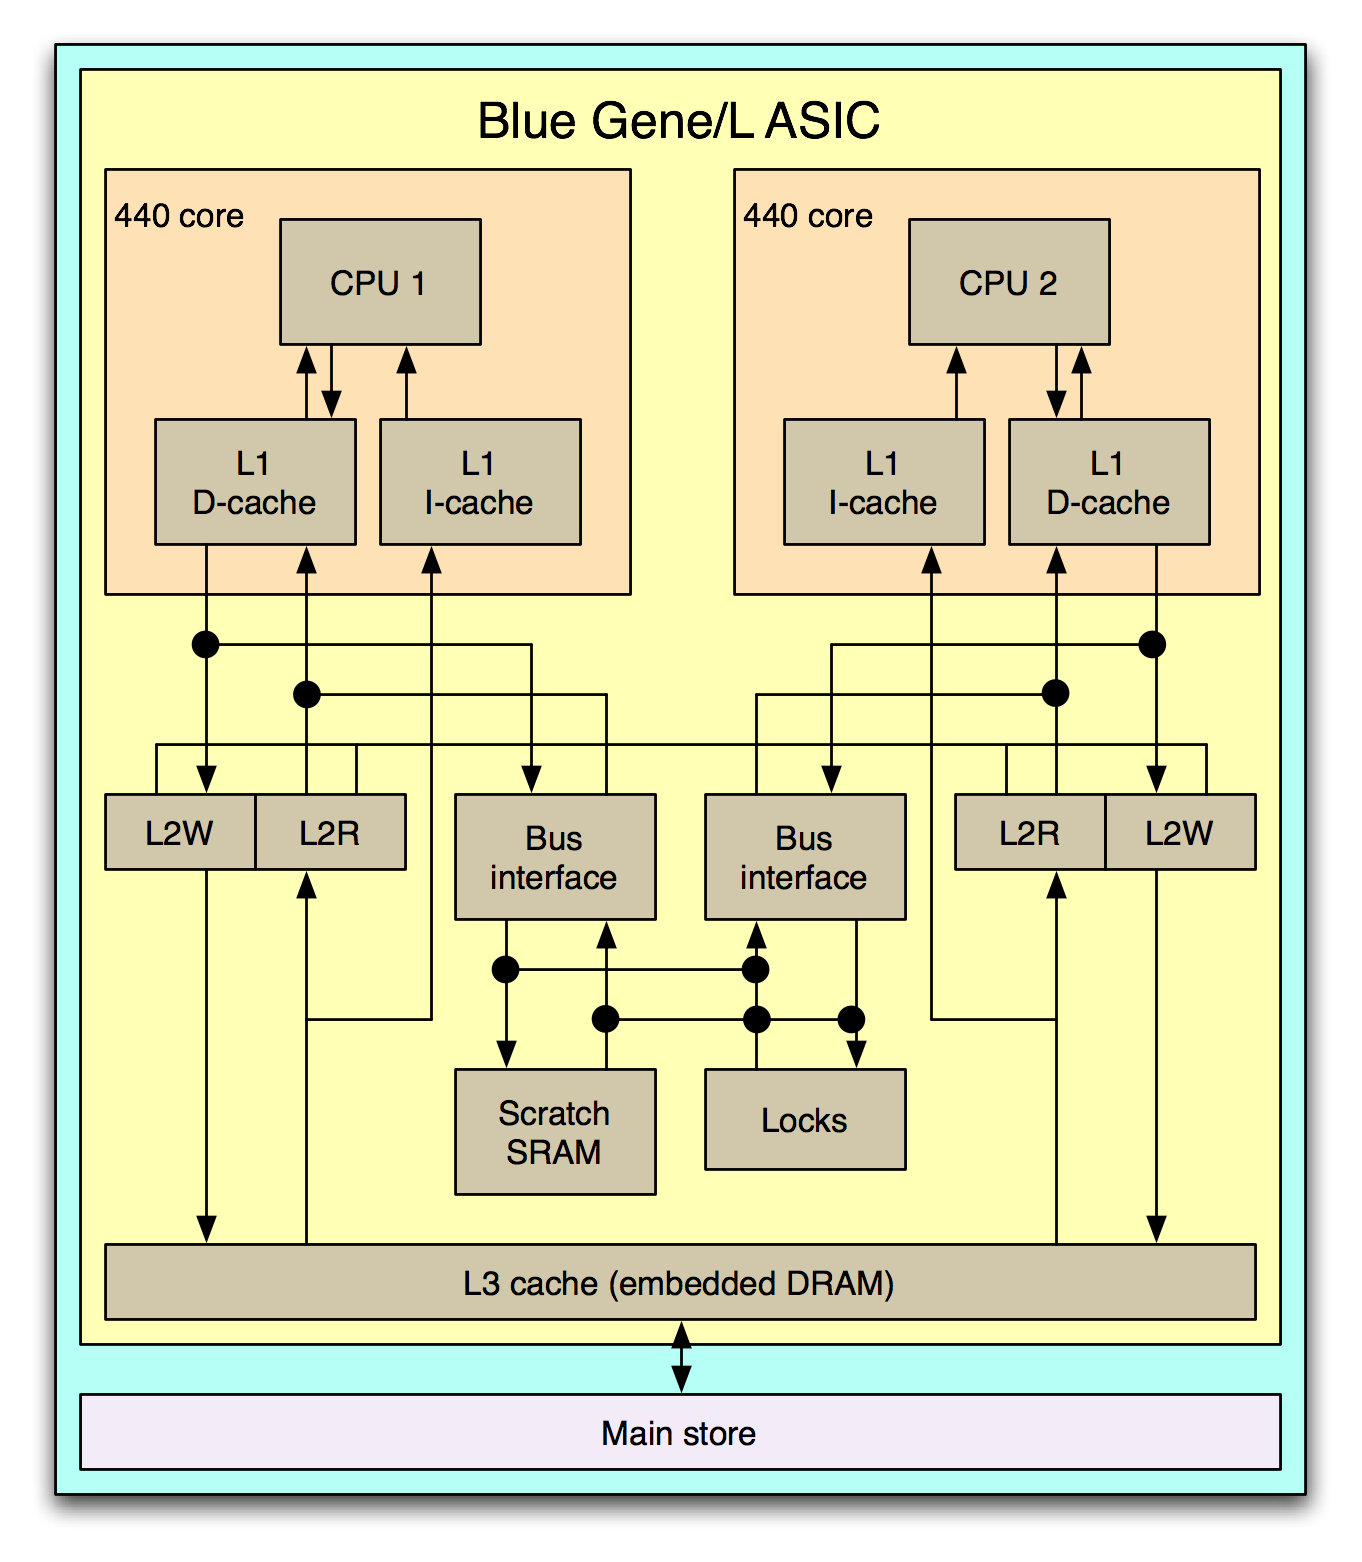 Blue Gene/L ASIC
440 core
440 core
CPU 1
CPU 2
L1
D-cache
L1
I-cache
L1
I-cache
L1
D-cache
L2W
L2R
Bus
interface
Bus
interface
L2R
L2W
Scratch
SRAM
Locks
L3 cache (embedded DRAM)
Main store